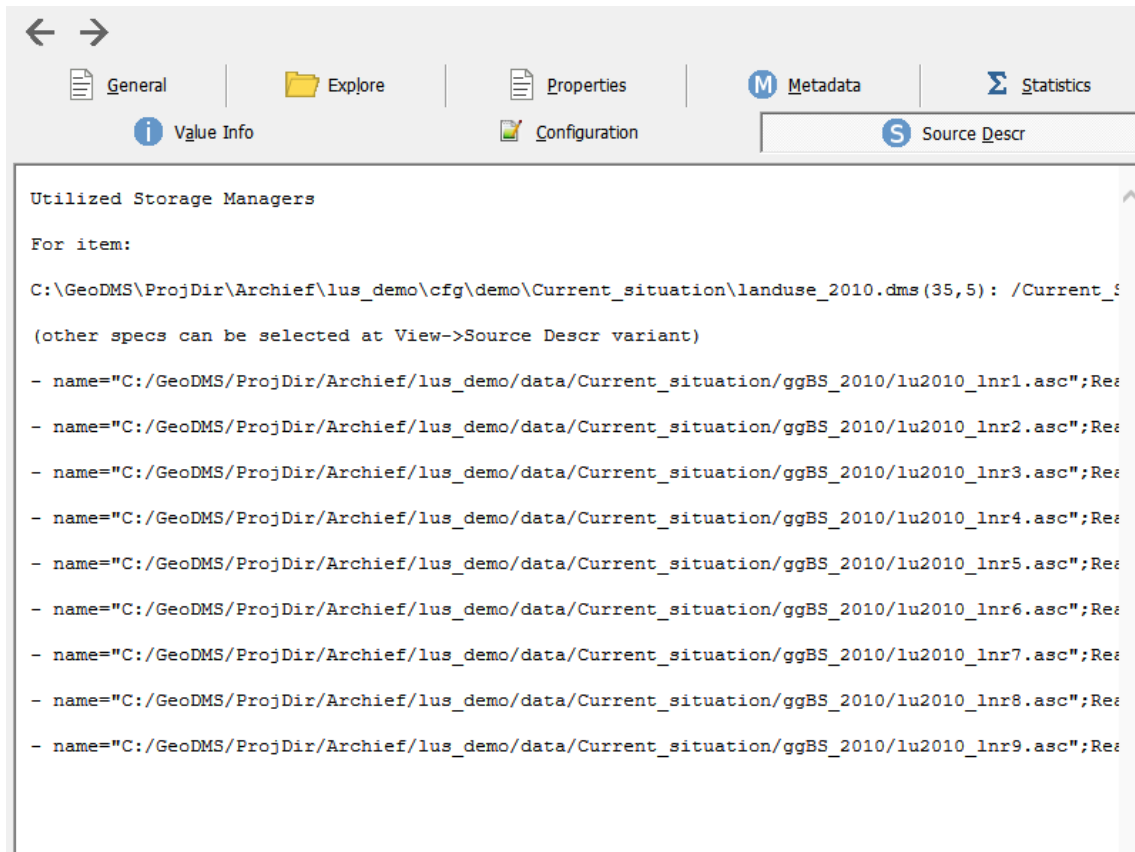 General
Explore
Properties
Metadata
Statistics
Value Info
Configuration
Source Descr
Utilized Storage Managers
For item:
C:\GeoDMS\ProjDir\Archief\lus_demo\cfg\demo\Current_situation\landuse_2010.dms(35,5): /Current_S
(other specs can be selected at View->Source Descr variant)
- name="C:/GeoDMS/ProjDir/Archief/lus_demo/data/Current_situation/ggBS_2010/lu2010_lnr1.asc";Rea
- name="C:/GeoDMS/ProjDir/Archief/lus_demo/data/Current_situation/ggBS_2010/lu2010_lnr2.asc";Rea
- name="C:/GeoDMS/ProjDir/Archief/lus_demo/data/Current_situation/ggBS_2010/lu2010_lnr3.asc";Rea
- name="C:/GeoDMS/ProjDir/Archief/lus_demo/data/Current_situation/ggBS_2010/lu2010_lnr4.asc";Rea
- name="C:/GeoDMS/ProjDir/Archief/lus_demo/data/Current_situation/ggBS_2010/lu2010_lnr5.asc";Rea
- name="C:/GeoDMS/ProjDir/Archief/lus_demo/data/Current_situation/ggBS_2010/lu2010_lnr6.asc";Rea
- name="C:/GeoDMS/ProjDir/Archief/lus_demo/data/Current_situation/ggBS_2010/lu2010_lnr7.asc";Rea
- name="C:/GeoDMS/ProjDir/Archief/lus_demo/data/Current_situation/ggBS_2010/lu2010_lnr8.asc";Rea
- name="C:/GeoDMS/ProjDir/Archief/lus_demo/data/Current_situation/ggBS_2010/lu2010_lnr9.asc";Rea